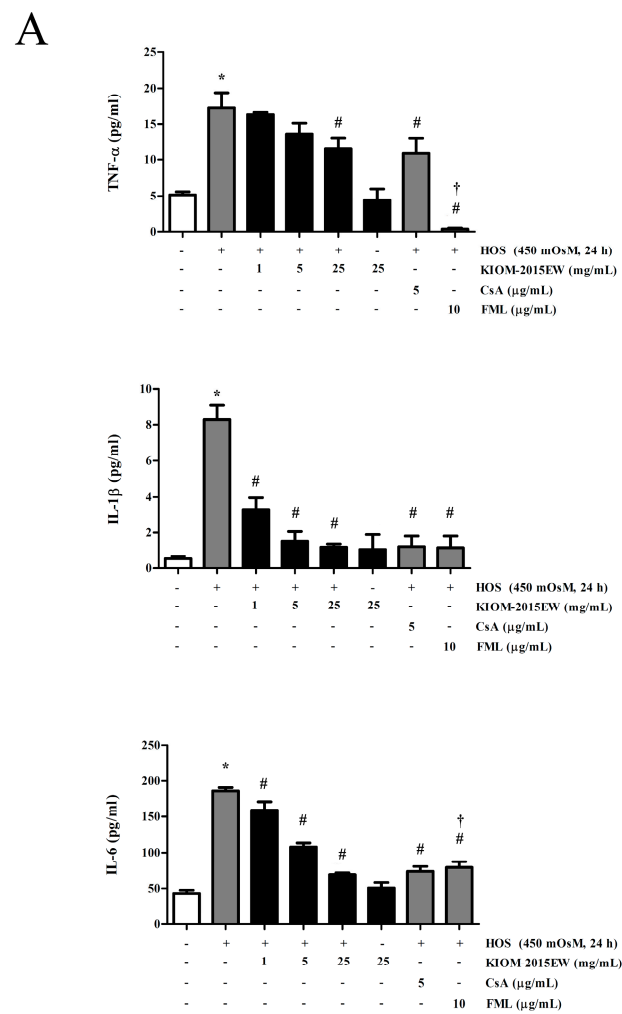 A
25
20
15
10
5
0
TNF-α (pg/ml)
*
#
#
†
#
- + + + + - + + HOS (450 mOsM, 24 h)
- - 1 5 25 25 - - KIOM-2015EW (mg/mL)
- - - - - - 5 - CsA (μg/mL)
- - - - - - - 10 FML (μg/mL)
10
8
6
4
2
0
IL-1β (pg/ml)
*
#
#
#
#
#
- + + + + - + + HOS (450 mOsM, 24 h)
- - 1 5 25 25 - - KIOM-2015EW (mg/mL)
- - - - - - 5 - CsA (μg/mL)
- - - - - - - 10 FML (μg/mL)
250
200
150
100
50
0
IL-6 (pg/ml)
*
#
#
#
#
†
#
- + + + + - + + HOS (450 mOsM, 24 h)
- - 1 5 25 25 - - KIOM 2015EW (mg/mL)
- - - - - - 5 - CsA (μg/mL)
- - - - - - - 10 FML (μg/mL)